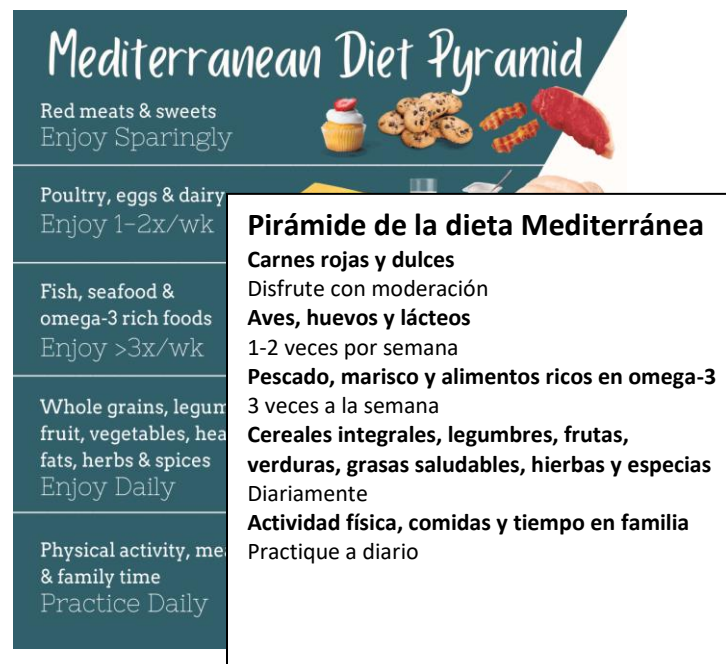 Mediterranean Diet Pyramid
Red meats & sweets
Enjoy Sparingly
Poultry, eggs & dairy
Enjoy 1-2x/wk
Fish, seafood &
omega-3 rich foods
Enjoy >3x/wk
Whole grains, legum
fruit, vegetables, hea
fats, herbs & spices
Enjoy Daily
Physical activity, me
& family time
Practice Daily
Pirámide de la dieta Mediterránea
Carnes rojas y dulces
Disfrute con moderación
Aves, huevos y lácteos
1-2 veces por semana
Pescado, marisco y alimentos ricos en omega-3
3 veces a la semana
Cereales integrales, legumbres, frutas,
verduras, grasas saludables, hierbas y especias
Diariamente
Actividad física, comidas y tiempo en familia
Practique a diario